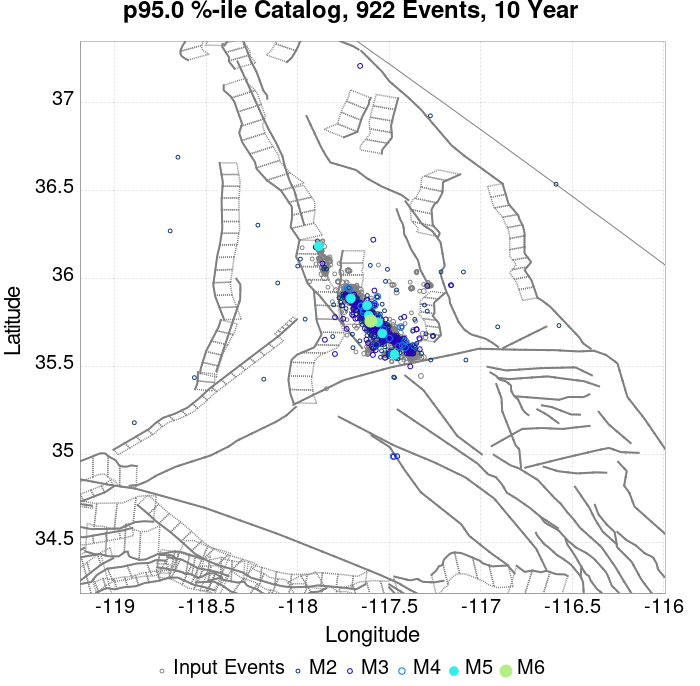 p95.0 %-ile Catalog, 922 Events, 10 Year
37
36.5
36
35.5
35
34.5
Latitude
-119
-118.5
-118
-117.5
-117
-116.5
-116
Longitude
Input Events
M2
M3
M4
M5
M6